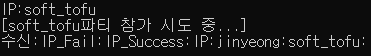 IP:soft_tofu
[soft_tofu파티 참가 시도 중...]
수신:IP_Fail:IP_Success:IP:jinyeong:soft_tofu: